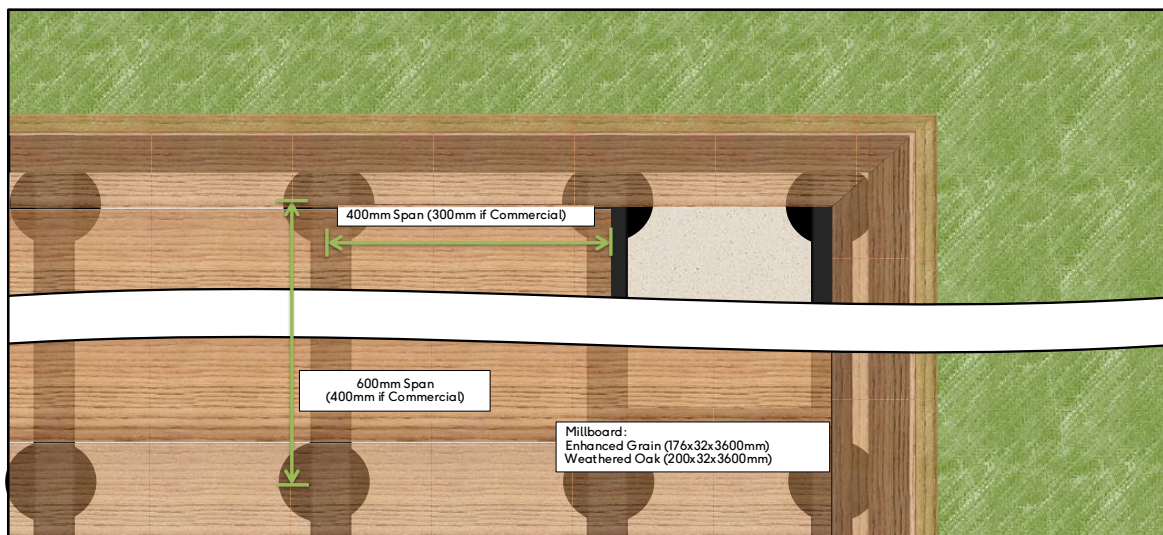 400mm Span (300mm if Commercial)
600mm Span
(400mm if Commercial)
Millboard:
Enhanced Grain (176x32x3600mm)
Weathered Oak (200x32x3600mm)